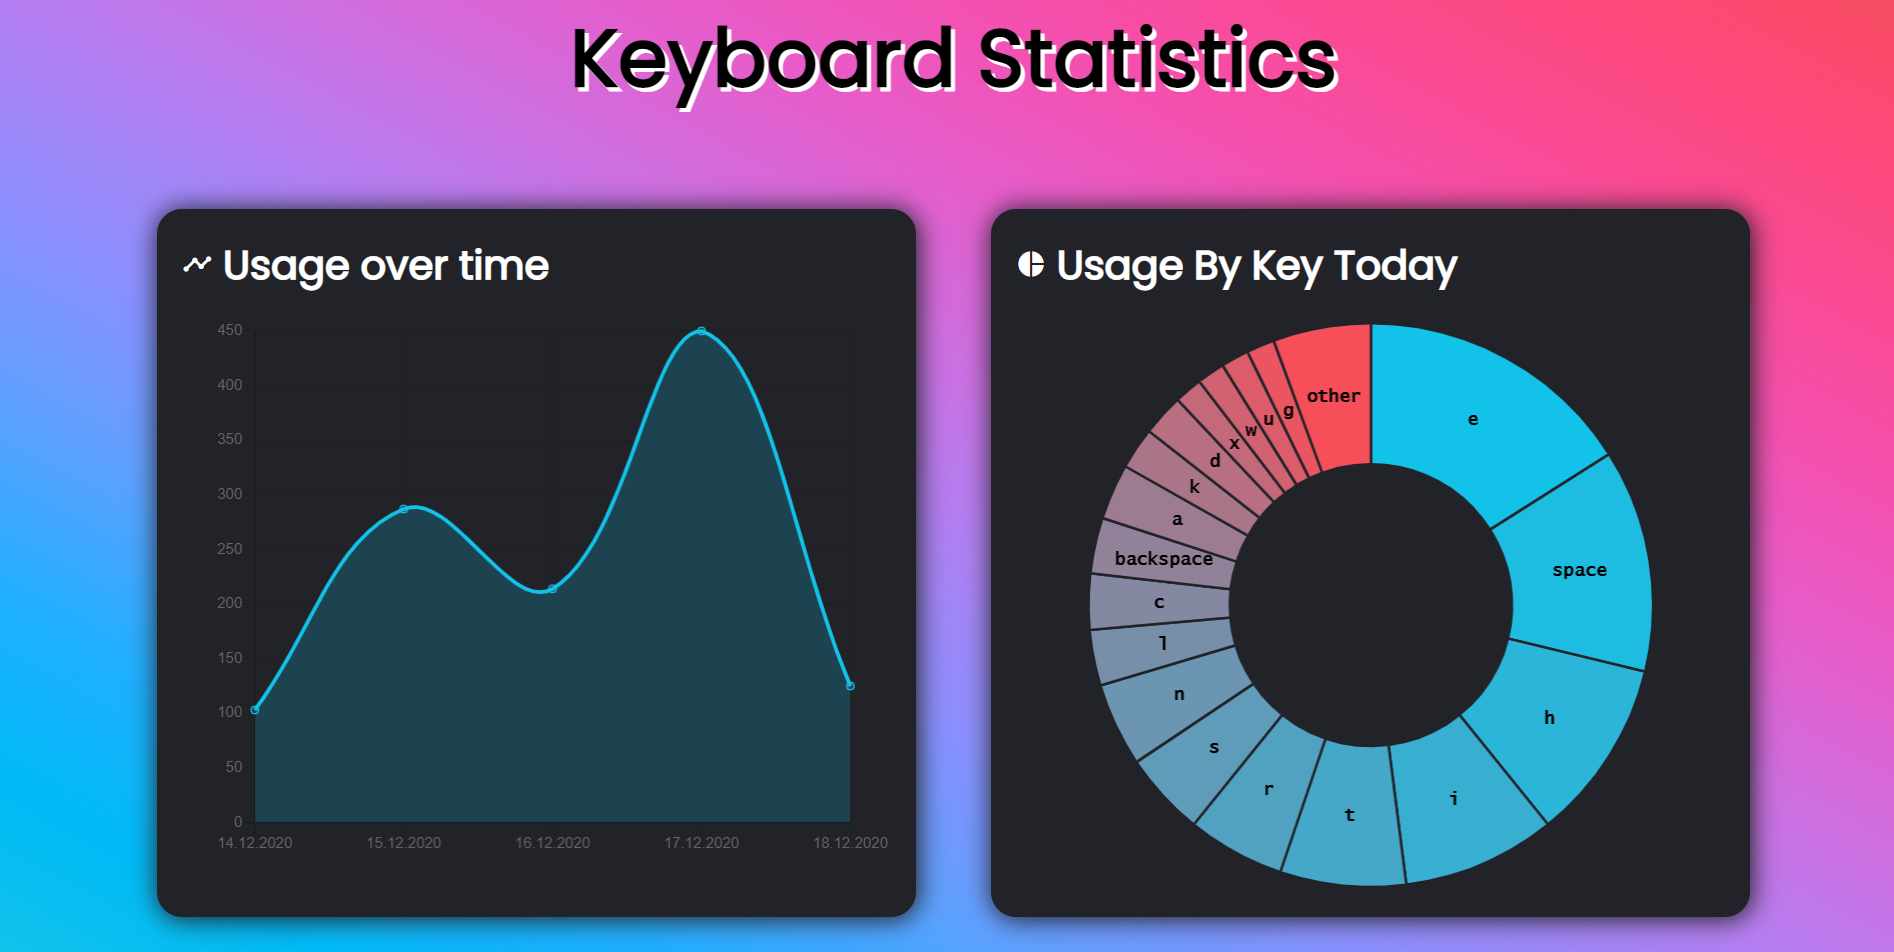 Keyboard Statistics
Usage over time
450
400
350
300
250
200
150
100
50
0
14.12.2020 15.12.2020 16.12.2020 17.12.2020 18.12.2020
Usage By Key Today
e
space
h
i
t
r
s
n
l
c
backspace
a
k
d
x
w
u
g
other